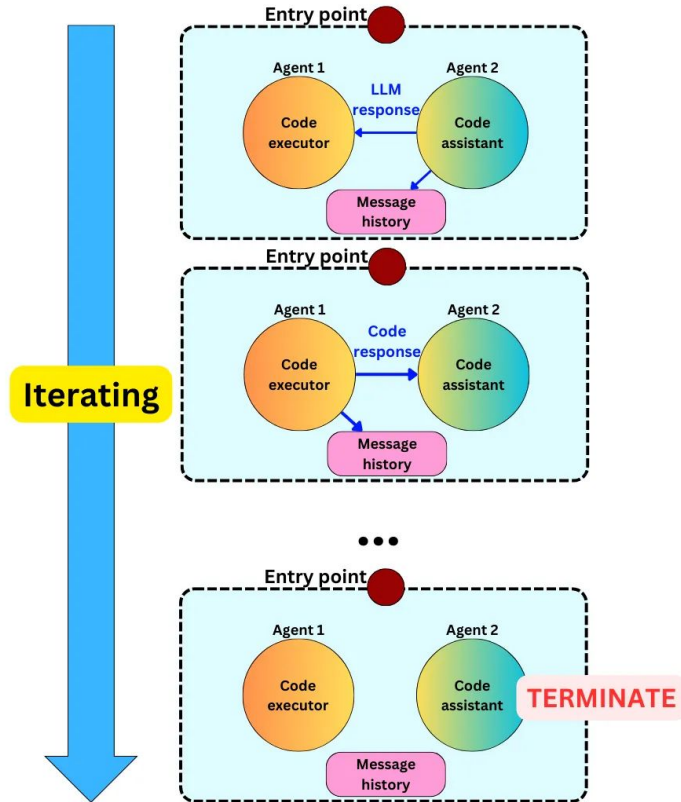 Entry point
Agent 1
Agent 2
LLM
response
Code
executor
Code
assistant
Message
history
Entry point
Agent 1
Agent 2
Code
response
Code
executor
Code
assistant
Iterating
Message
history
...
Entry point
Agent 1
Agent 2
Code
executor
Code
assistant
TERMINATE
Message
history